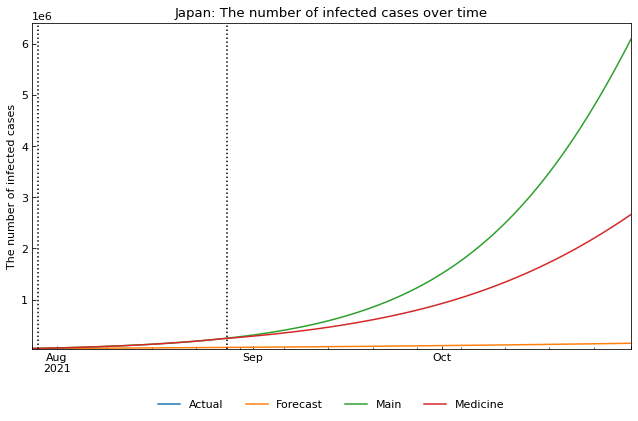 Japan: The number of infected cases over time
1e6
6
5
4
3
2
1
The number of infected cases
Aug
2021
Sep
Oct
Actual
Forecast
Main
Medicine